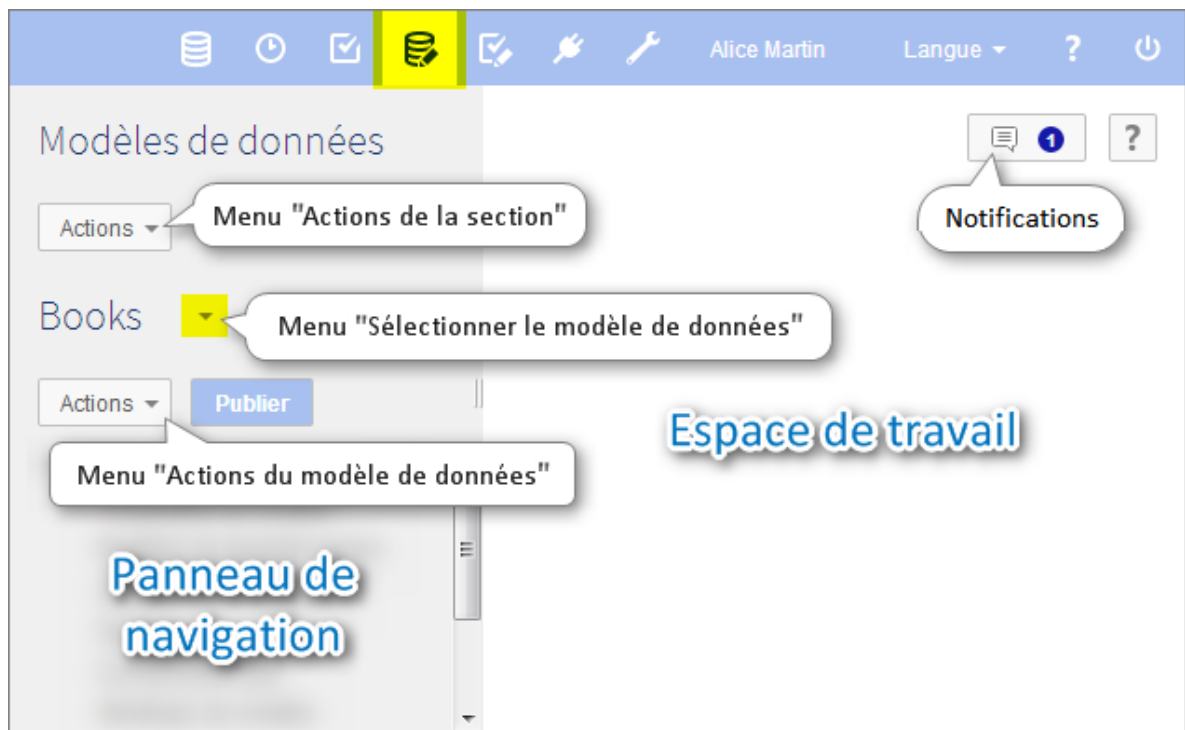 Alice Martin Langue ?
Modèles de données
1 ?
Notifications
Actions
Menu "Actions de la section"
Books
Menu "Sélectionner le modèle de données"
Actions
Publier
Menu "Actions du modèle de données"
Espace de travail
Panneau de
navigation